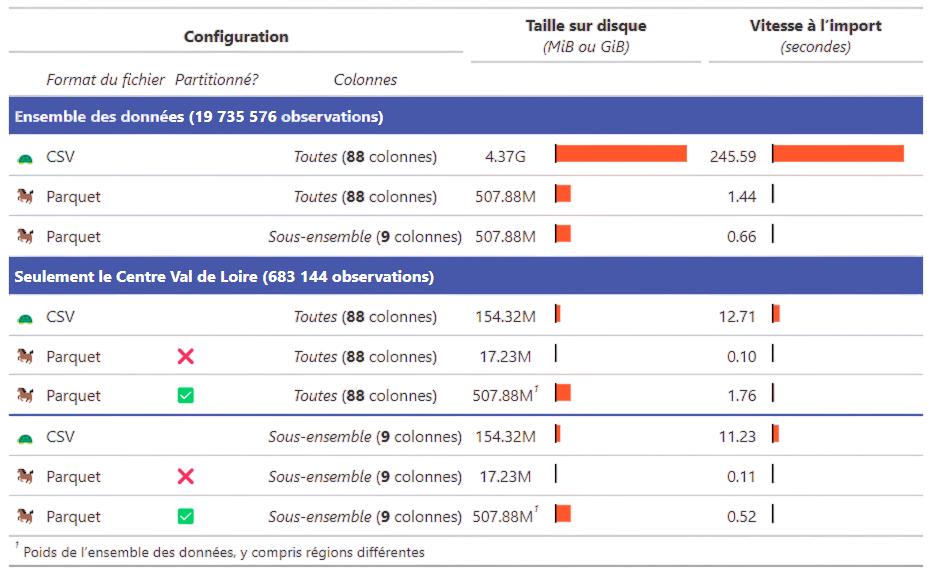 Configuration Taille sur disque Vitesse à l'import
(MiB ou GiB) (secondes)
Format du fichier Partitionné? Colonnes
Ensemble des données (19 735 576 observations)
CSV Toutes (88 colonnes) 4.37G 245.59
Parquet Toutes (88 colonnes) 507.88M 1.44
Parquet Sous-ensemble (9 colonnes) 507.88M 0.66
Seulement le Centre Val de Loire (683 144 observations)
CSV Toutes (88 colonnes) 154.32M 12.71
Parquet Toutes (88 colonnes) 17.23M 0.10
Parquet Toutes (88 colonnes) 507.88M¹ 1.76
CSV Sous-ensemble (9 colonnes) 154.32M 11.23
Parquet Sous-ensemble (9 colonnes) 17.23M 0.11
Parquet Sous-ensemble (9 colonnes) 507.88M¹ 0.52
¹ Poids de l'ensemble des données, y compris régions différentes